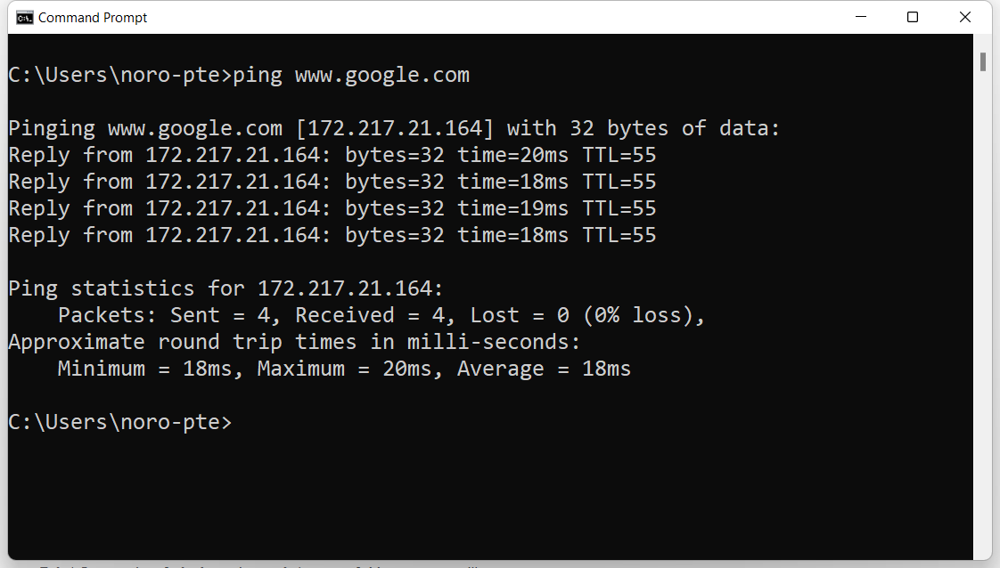 Command Prompt
C:\Users\noro-pte>ping www.google.com
Pinging www.google.com [172.217.21.164] with 32 bytes of data:
Reply from 172.217.21.164: bytes=32 time=20ms TTL=55
Reply from 172.217.21.164: bytes=32 time=18ms TTL=55
Reply from 172.217.21.164: bytes=32 time=19ms TTL=55
Reply from 172.217.21.164: bytes=32 time=18ms TTL=55
Ping statistics for 172.217.21.164:
    Packets: Sent = 4, Received = 4, Lost = 0 (0% loss),
Approximate round trip times in milli-seconds:
    Minimum = 18ms, Maximum = 20ms, Average = 18ms
C:\Users\noro-pte>